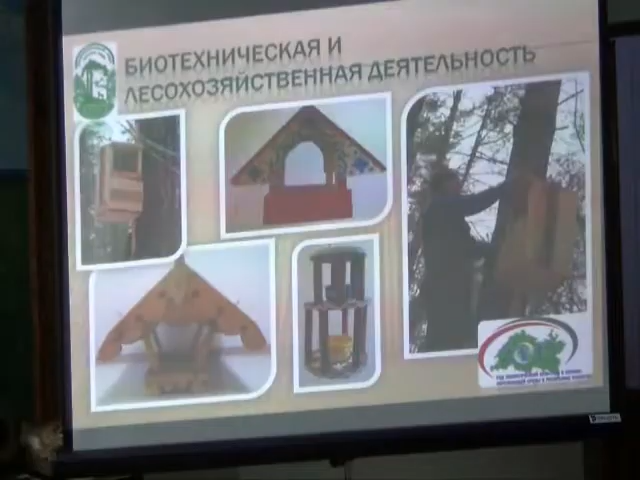 БИОТЕХНИЧЕСКАЯ И
ЛЕСОХОЗЯЙСТВЕННАЯ ДЕЯТЕЛЬНОСТЬ